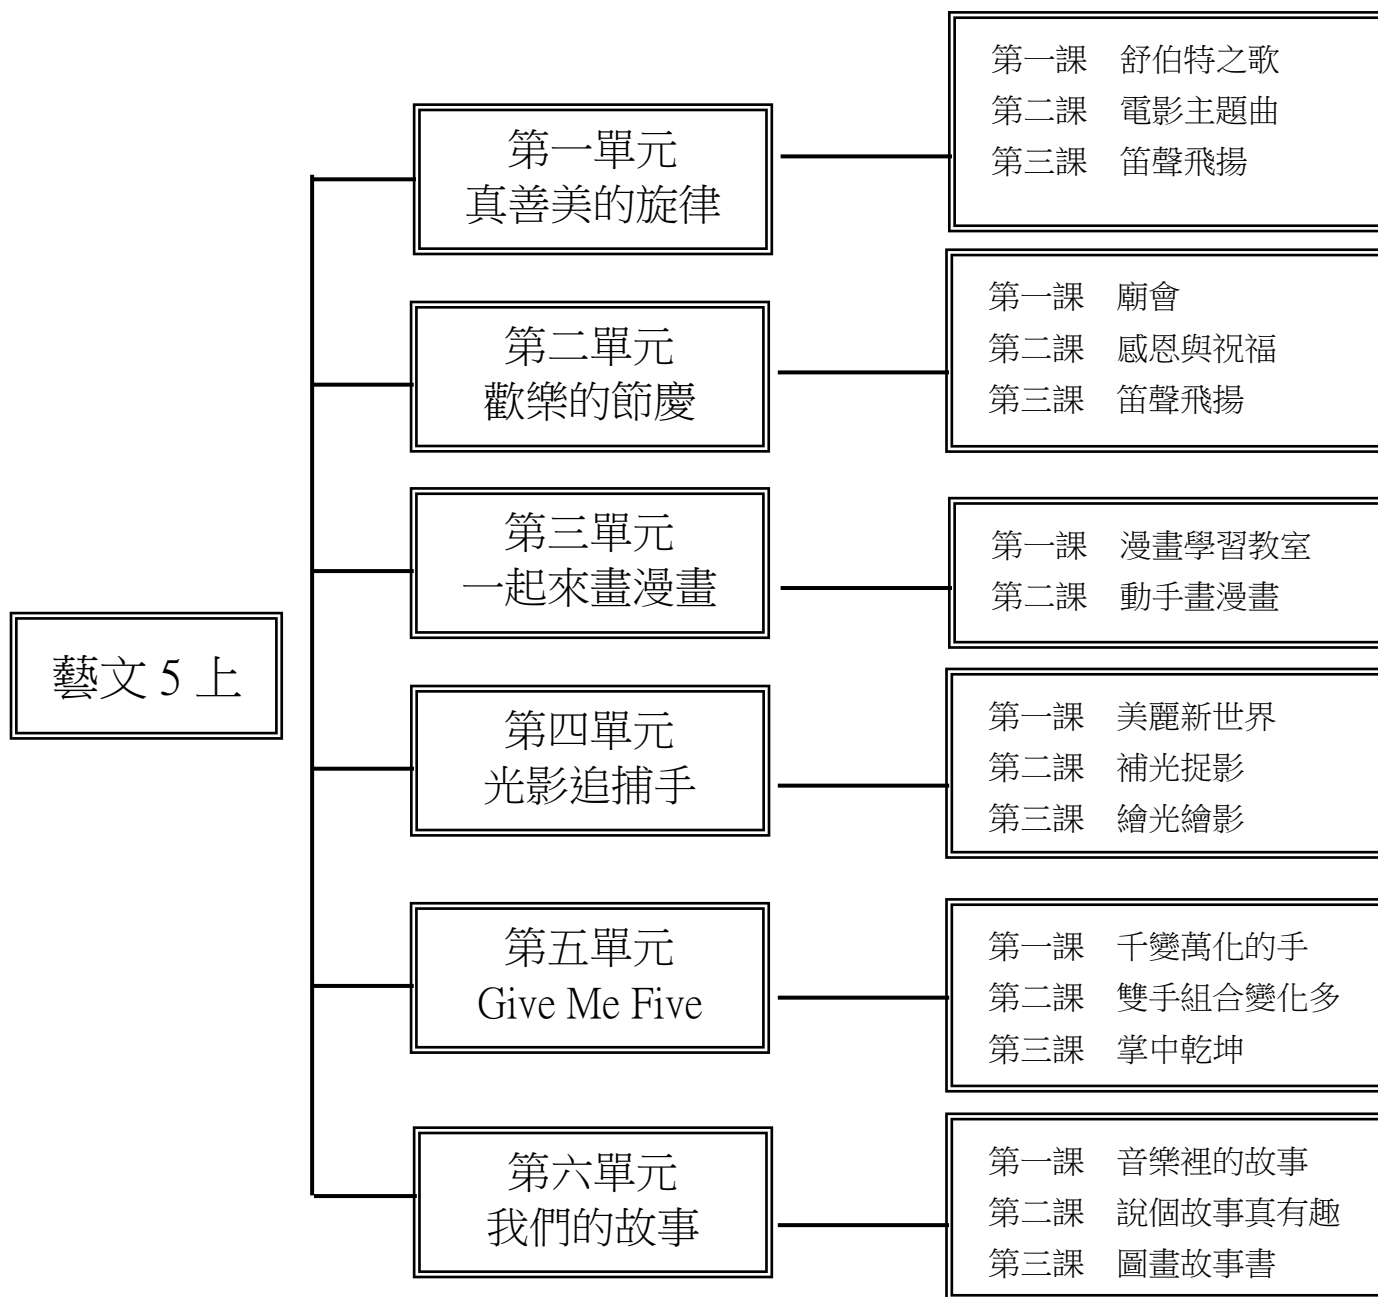 藝文 5 上
第一單元
真善美的旋律
第一課　舒伯特之歌
第二課　電影主題曲
第三課　笛聲飛揚
第二單元
歡樂的節慶
第一課　廟會
第二課　感恩與祝福
第三課　笛聲飛揚
第三單元
一起來畫漫畫
第一課　漫畫學習教室
第二課　動手畫漫畫
第四單元
光影追捕手
第一課　美麗新世界
第二課　補光捉影
第三課　繪光繪影
第五單元
Give Me Five
第一課　千變萬化的手
第二課　雙手組合變化多
第三課　掌中乾坤
第六單元
我們的故事
第一課　音樂裡的故事
第二課　說個故事真有趣
第三課　圖畫故事書